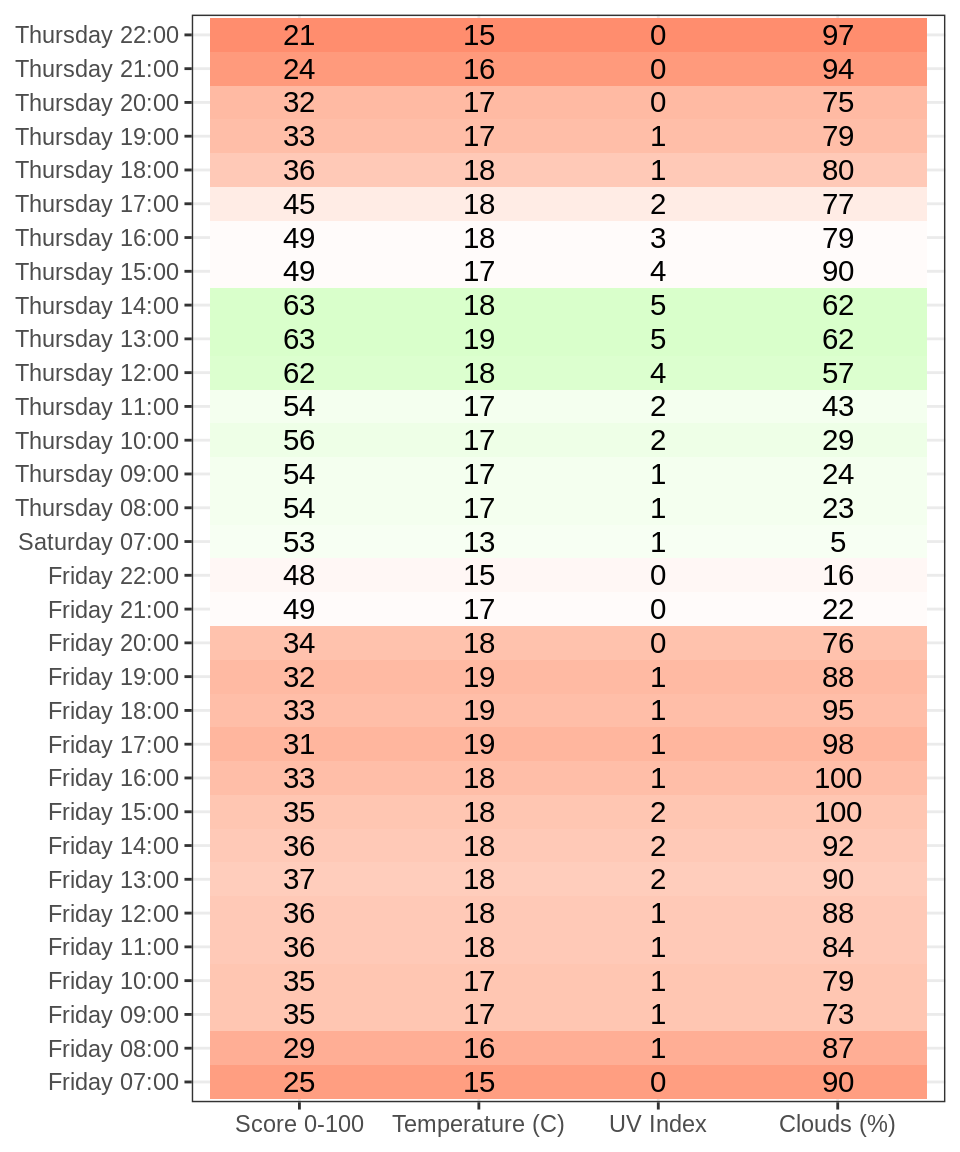 Thursday 22:00 21 15 0 97
Thursday 21:00 24 16 0 94
Thursday 20:00 32 17 0 75
Thursday 19:00 33 17 1 79
Thursday 18:00 36 18 1 80
Thursday 17:00 45 18 2 77
Thursday 16:00 49 18 3 79
Thursday 15:00 49 17 4 90
Thursday 14:00 63 18 5 62
Thursday 13:00 63 19 5 62
Thursday 12:00 62 18 4 57
Thursday 11:00 54 17 2 43
Thursday 10:00 56 17 2 29
Thursday 09:00 54 17 1 24
Thursday 08:00 54 17 1 23
Saturday 07:00 53 13 1 5
Friday 22:00 48 15 0 16
Friday 21:00 49 17 0 22
Friday 20:00 34 18 0 76
Friday 19:00 32 19 1 88
Friday 18:00 33 19 1 95
Friday 17:00 31 19 1 98
Friday 16:00 33 18 1 100
Friday 15:00 35 18 2 100
Friday 14:00 36 18 2 92
Friday 13:00 37 18 2 90
Friday 12:00 36 18 1 88
Friday 11:00 36 18 1 84
Friday 10:00 35 17 1 79
Friday 09:00 35 17 1 73
Friday 08:00 29 16 1 87
Friday 07:00 25 15 0 90
Score 0-100 Temperature (C) UV Index Clouds (%)